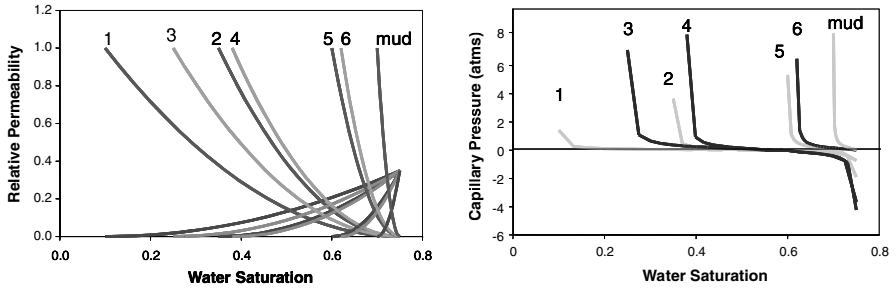 1.2
1.0
0.8
0.6
0.4
0.2
0.0
Relative Permeability
1 3 2 4 5 6 mud
0.0 0.2 0.4 0.6 0.8
Water Saturation
8
6
4
2
0
-2
-4
-6
Capillary Pressure (atms)
1 3 2 4 5 6 mud
0 0.2 0.4 0.6 0.8
Water Saturation